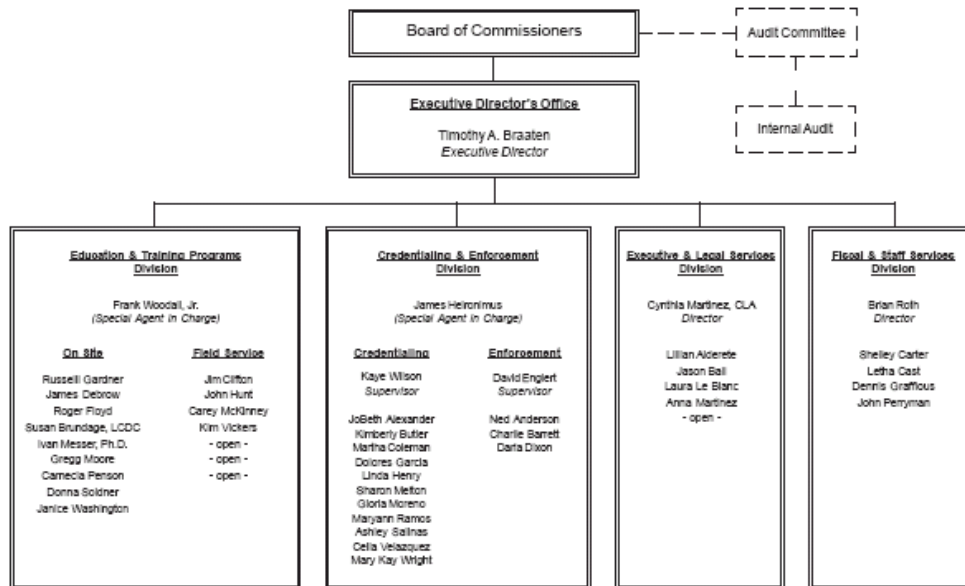 Board of Commissioners
Audit Committee
Executive Director's Office
Timothy A. Braaten
Executive Director
Internal Audit
Education & Training Programs
Division
Frank Woodall, Jr.
(Special Agent in Charge)
On Site
Russell Gardner
James Debrow
Roger Floyd
Susan Brundage, LCDC
Ivan Messer, Ph.D.
Gregg Moore
Carnecia Penson
Donna Soldner
Janice Washington
Field Service
Jim Clifton
John Hunt
Carey McKinney
Kim Vickers
- open -
- open -
- open -
Credentialing & Enforcement
Division
James Heironimus
(Special Agent in Charge)
Credentialing
Kaye Wilson
Supervisor
JoBeth Alexander
Kimberly Butler
Martha Coleman
Dolores Garcia
Linda Henry
Sharon Melton
Gloria Moreno
Maryann Ramos
Ashley Salinas
Celia Velazquez
Mary Kay Wright
Enforcement
David Englert
Supervisor
Ned Anderson
Charlie Barrett
Darla Dixon
Executive & Legal Services
Division
Cynthia Martinez, CLA
Director
Lillian Alderete
Jason Ball
Laura Le Blanc
Anna Martinez
- open -
Fiscal & Staff Services
Division
Brian Roth
Director
Shelley Carter
Letha Cast
Dennis Graffious
John Perryman